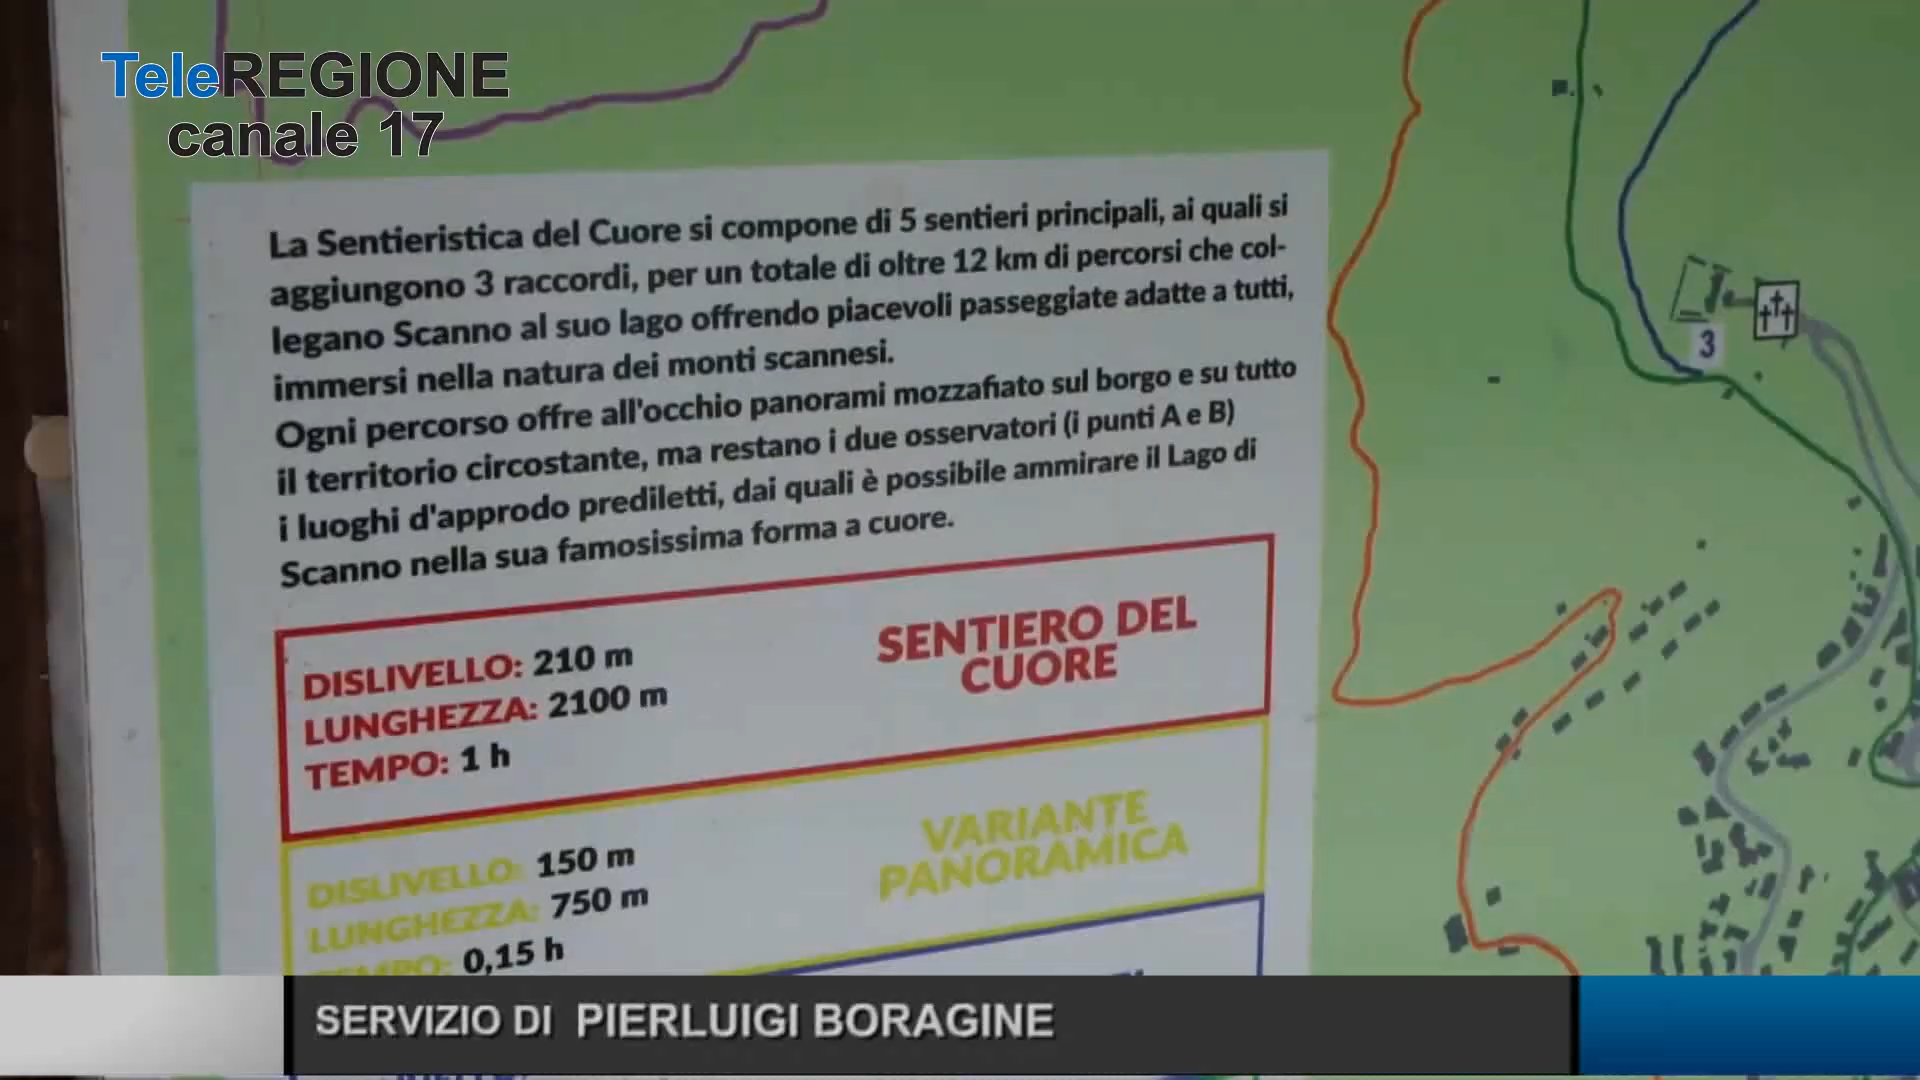 TeleREGIONE
canale 17
La Sentieristica del Cuore si compone di 5 sentieri principali, ai quali si
aggiungono 3 raccordi, per un totale di oltre 12 km di percorsi che col-
legano Scanno al suo lago offrendo piacevoli passeggiate adatte a tutti,
immersi nella natura dei monti scannesi.
Ogni percorso offre all'occhio panorami mozzafiato sul borgo e su tutto
il territorio circostante, ma restano i due osservatori (i punti A e B)
i luoghi d'approdo prediletti, dai quali è possibile ammirare il Lago di
Scanno nella sua famosissima forma a cuore.
DISLIVELLO: 210 m
LUNGHEZZA: 2100 m
TEMPO: 1 h
SENTIERO DEL
CUORE
DISLIVELLO: 150 m
LUNGHEZZA: 750 m
TEMPO: 0,15 h
VARIANTE
PANORAMICA
3
SERVIZIO DI PIERLUIGI BORAGINE